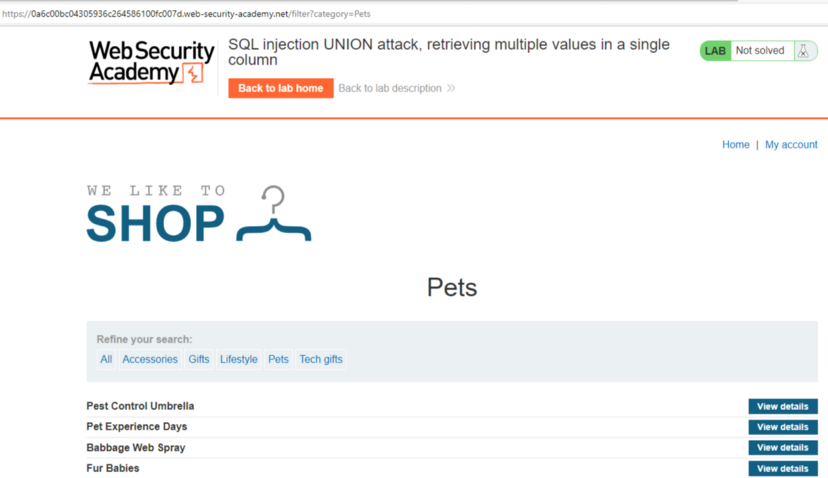 https://0a6c00bc04305936c264586100fc007d.web-security-academy.net/filter?category=Pets
Web Security
Academy
SQL injection UNION attack, retrieving multiple values in a single
column
LAB Not solved
Back to lab home Back to lab description >>
Home | My account
WE LIKE TO
SHOP
Pets
Refine your search:
All Accessories Gifts Lifestyle Pets Tech gifts
Pest Control Umbrella View details
Pet Experience Days View details
Babbage Web Spray View details
Fur Babies View details